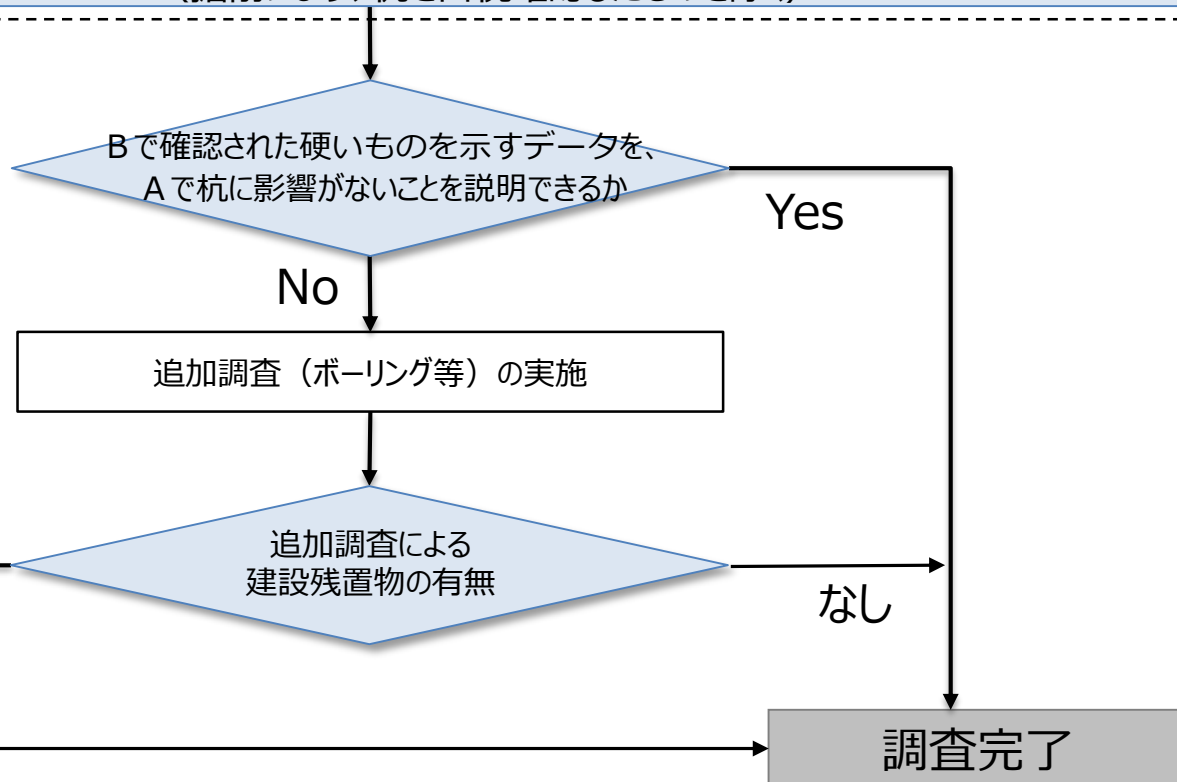 Bで確認された硬いものを示すデータを、
Aで杭に影響がないことを説明できるか
Yes
No
追加調査（ボーリング等）の実施
追加調査による
建設残置物の有無
なし
調査完了